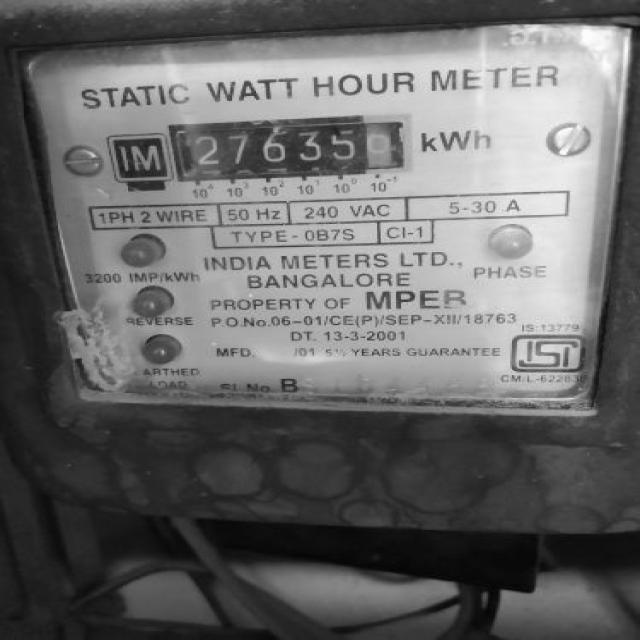 STATIC WATT HOUR METER
IM 27635 kWh
10⁴ 10³ 10² 10¹ 10⁰ 10⁻¹
1PH 2 WIRE 50 Hz 240 VAC 5-30 A
TYPE-0B7S CI-1
3200 IMP/kWh INDIA METERS LTD., PHASE
BANGALORE
PROPERTY OF MPEB
REVERSE P.O.No.06-01/CE(P)/SEP-XII/18763
IS:13779
DT. 13-3-2001
MFD. /01 5½ YEARS GUARANTEE ISI
LOAD Sl.No. B